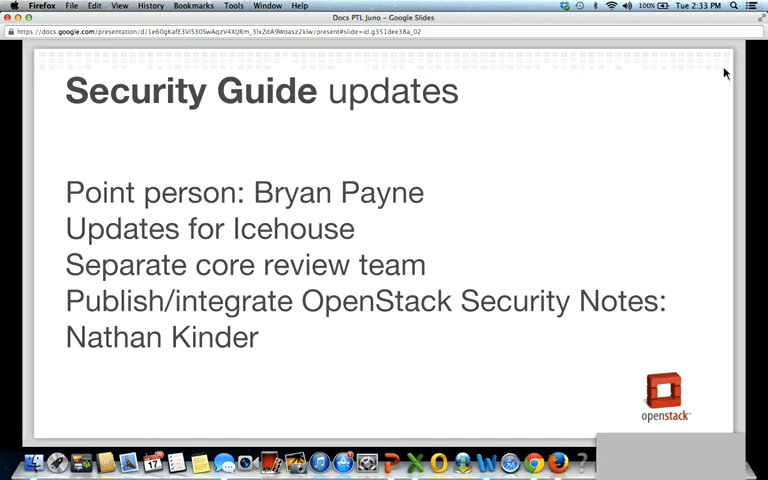 Firefox File Edit View History Bookmarks Tools Window Help 100% Tue 2:33 PM
Docs PTL Juno – Google Slides
Security Guide updates
Point person: Bryan Payne
Updates for Icehouse
Separate core review team
Publish/integrate OpenStack Security Notes:
Nathan Kinder
openstack
17